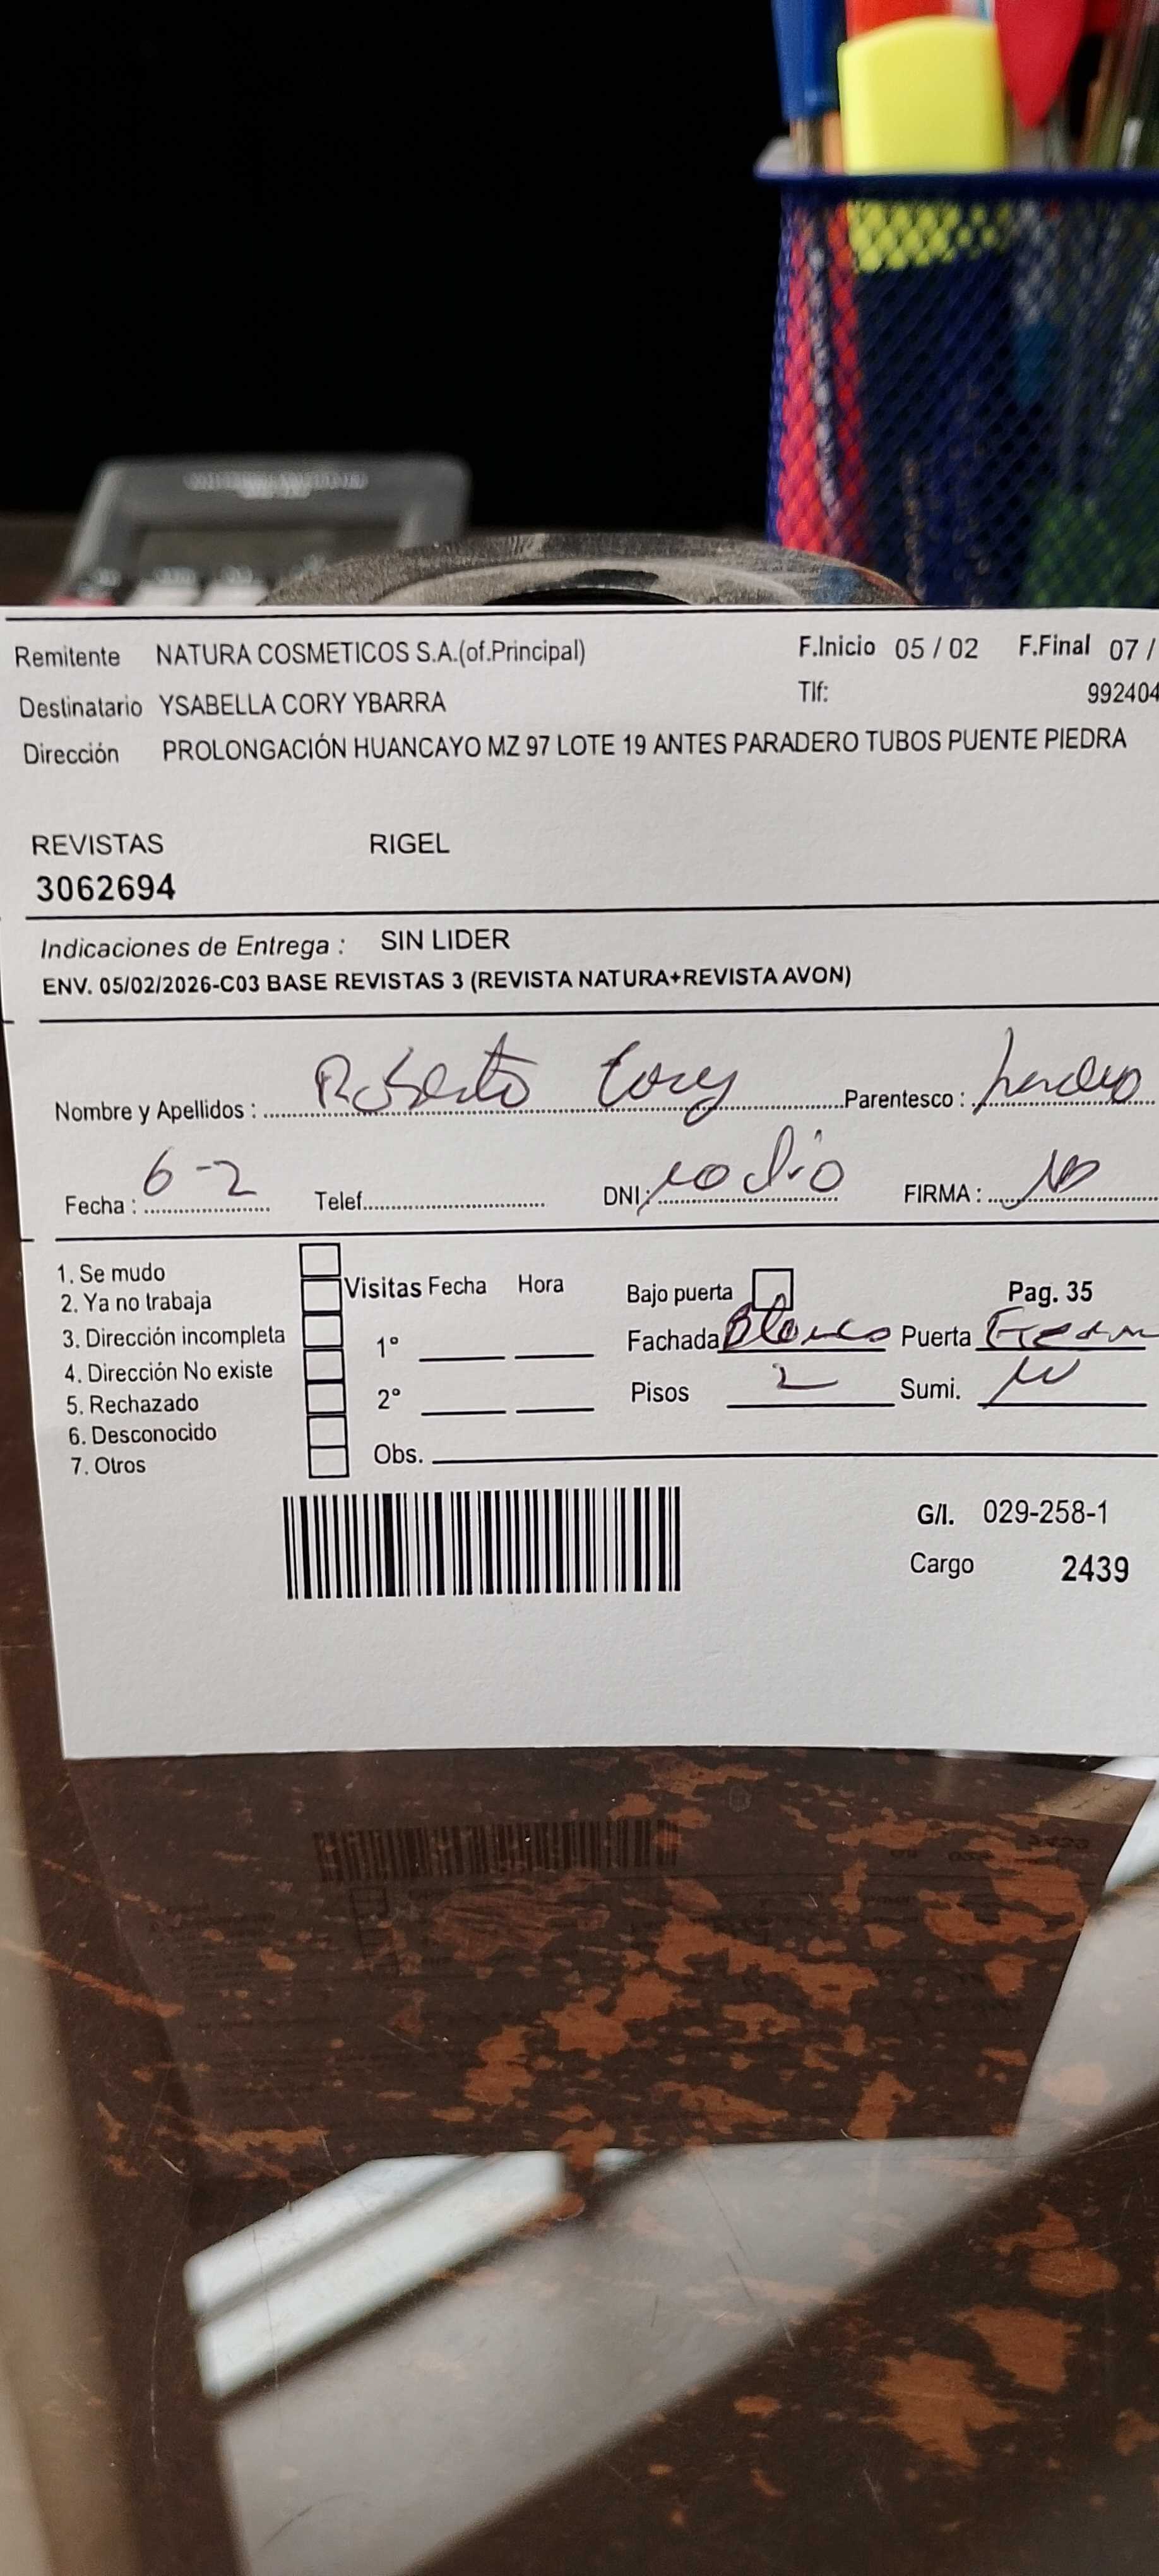 Remitente NATURA COSMETICOS S.A.(of.Principal) F.Inicio 05 / 02 F.Final 07 /
Destinatario YSABELLA CORY YBARRA Tlf: 992404
Dirección PROLONGACIÓN HUANCAYO MZ 97 LOTE 19 ANTES PARADERO TUBOS PUENTE PIEDRA
REVISTAS RIGEL
3062694
Indicaciones de Entrega : SIN LIDER
ENV. 05/02/2026-C03 BASE REVISTAS 3 (REVISTA NATURA+REVISTA AVON)
Nombre y Apellidos : Roberto Cory Parentesco :
Fecha : 6-2 Telef. DNI: no dio FIRMA : NO
1. Se mudo
2. Ya no trabaja
3. Dirección incompleta
4. Dirección No existe
5. Rechazado
6. Desconocido
7. Otros
Visitas Fecha Hora
1°
2°
Obs.
Bajo puerta Pag. 35
Fachada Blanco Puerta
Pisos 2 Sumi.
G/I. 029-258-1
Cargo 2439